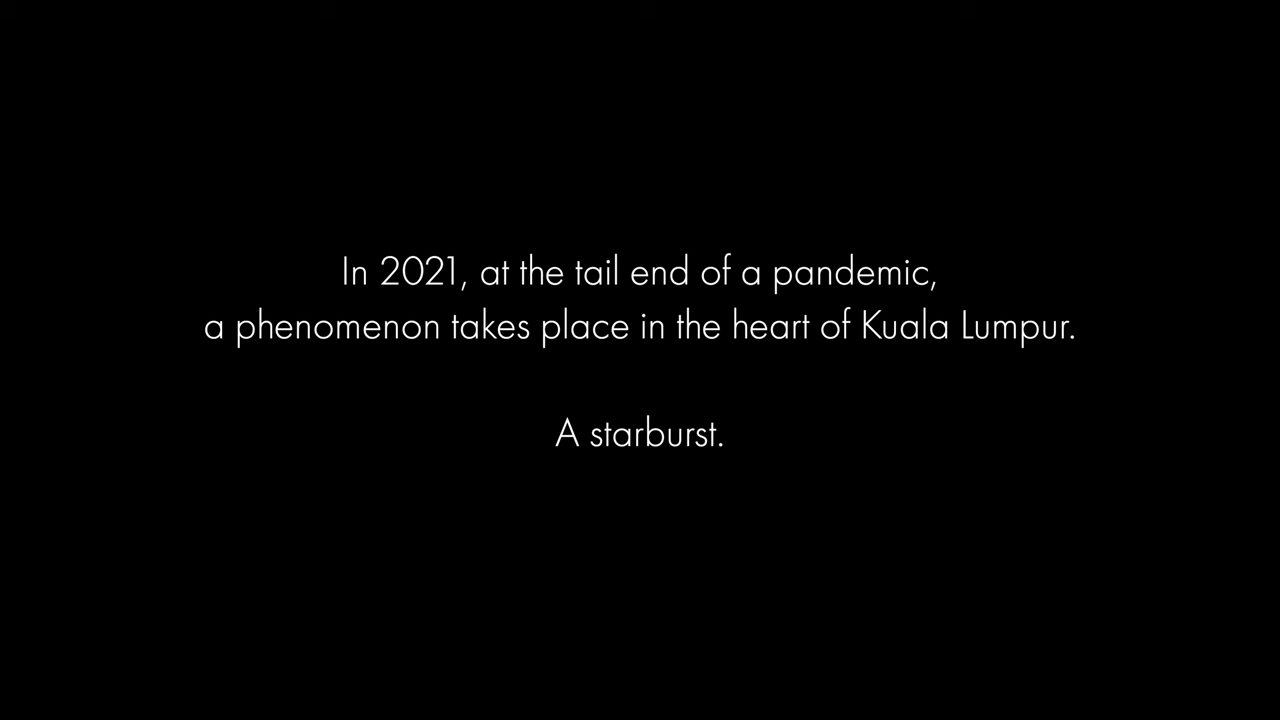 In 2021, at the tail end of a pandemic,
a phenomenon takes place in the heart of Kuala Lumpur.
A starburst.